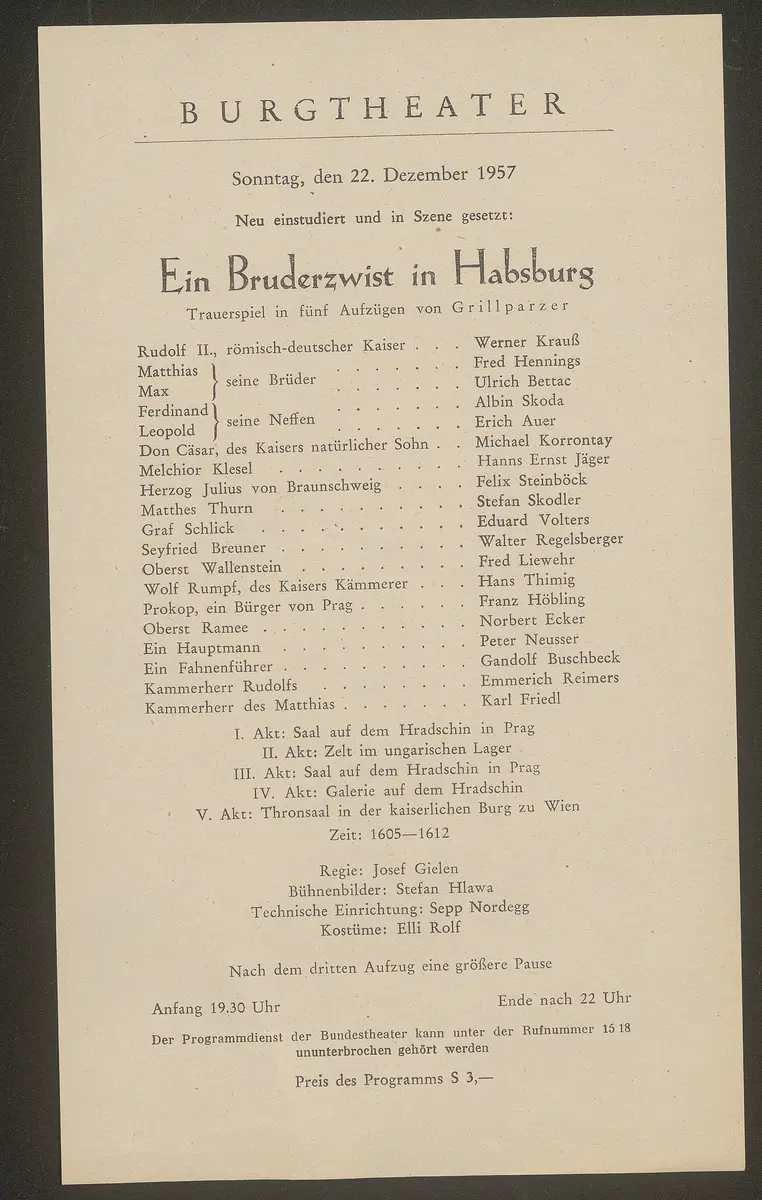 BURGTHEATER
Sonntag, den 22. Dezember 1957
Neu einstudiert und in Szene gesetzt:
Ein Bruderzwist in Habsburg
Trauerspiel in fünf Aufzügen von Grillparzer
Rudolf II., römisch-deutscher Kaiser . . . Werner Krauß
Matthias } seine Brüder . . . . . . . Fred Hennings
Max } seine Brüder . . . . . . . Ulrich Bettac
Ferdinand } seine Neffen . . . . . . . Albin Skoda
Leopold } seine Neffen . . . . . . . Erich Auer
Don Cäsar, des Kaisers natürlicher Sohn . . Michael Korrontay
Melchior Klesel . . . . . . . . . . Hanns Ernst Jäger
Herzog Julius von Braunschweig . . . . Felix Steinböck
Matthes Thurn . . . . . . . . . . Stefan Skodler
Graf Schlick . . . . . . . . . . . Eduard Volters
Seyfried Breuner . . . . . . . . . . Walter Regelsberger
Oberst Wallenstein . . . . . . . . . Fred Liewehr
Wolf Rumpf, des Kaisers Kämmerer . . . Hans Thimig
Prokop, ein Bürger von Prag . . . . . . Franz Höbling
Oberst Ramee . . . . . . . . . . . Norbert Ecker
Ein Hauptmann . . . . . . . . . . Peter Neusser
Ein Fahnenführer . . . . . . . . . . Gandolf Buschbeck
Kammerherr Rudolfs . . . . . . . . Emmerich Reimers
Kammerherr des Matthias . . . . . . . Karl Friedl
I. Akt: Saal auf dem Hradschin in Prag
II. Akt: Zelt im ungarischen Lager
III. Akt: Saal auf dem Hradschin in Prag
IV. Akt: Galerie auf dem Hradschin
V. Akt: Thronsaal in der kaiserlichen Burg zu Wien
Zeit: 1605—1612
Regie: Josef Gielen
Bühnenbilder: Stefan Hlawa
Technische Einrichtung: Sepp Nordegg
Kostüme: Elli Rolf
Nach dem dritten Aufzug eine größere Pause
Anfang 19.30 Uhr Ende nach 22 Uhr
Der Programmdienst der Bundestheater kann unter der Rufnummer 15 18
ununterbrochen gehört werden
Preis des Programms S 3,—